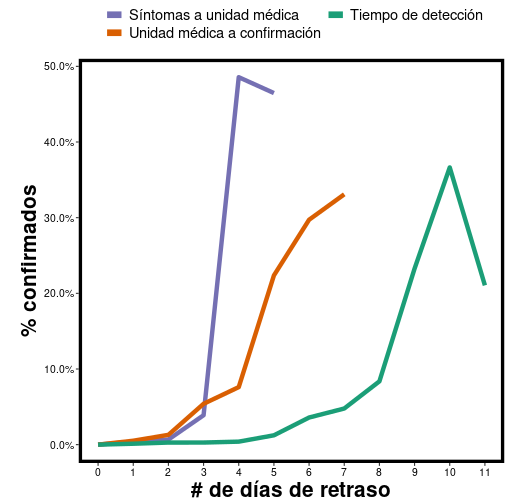 Síntomas a unidad médica
Tiempo de detección
Unidad médica a confirmación
50.0%
40.0%
30.0%
20.0%
10.0%
0.0%
% confirmados
0 1 2 3 4 5 6 7 8 9 10 11
# de días de retraso